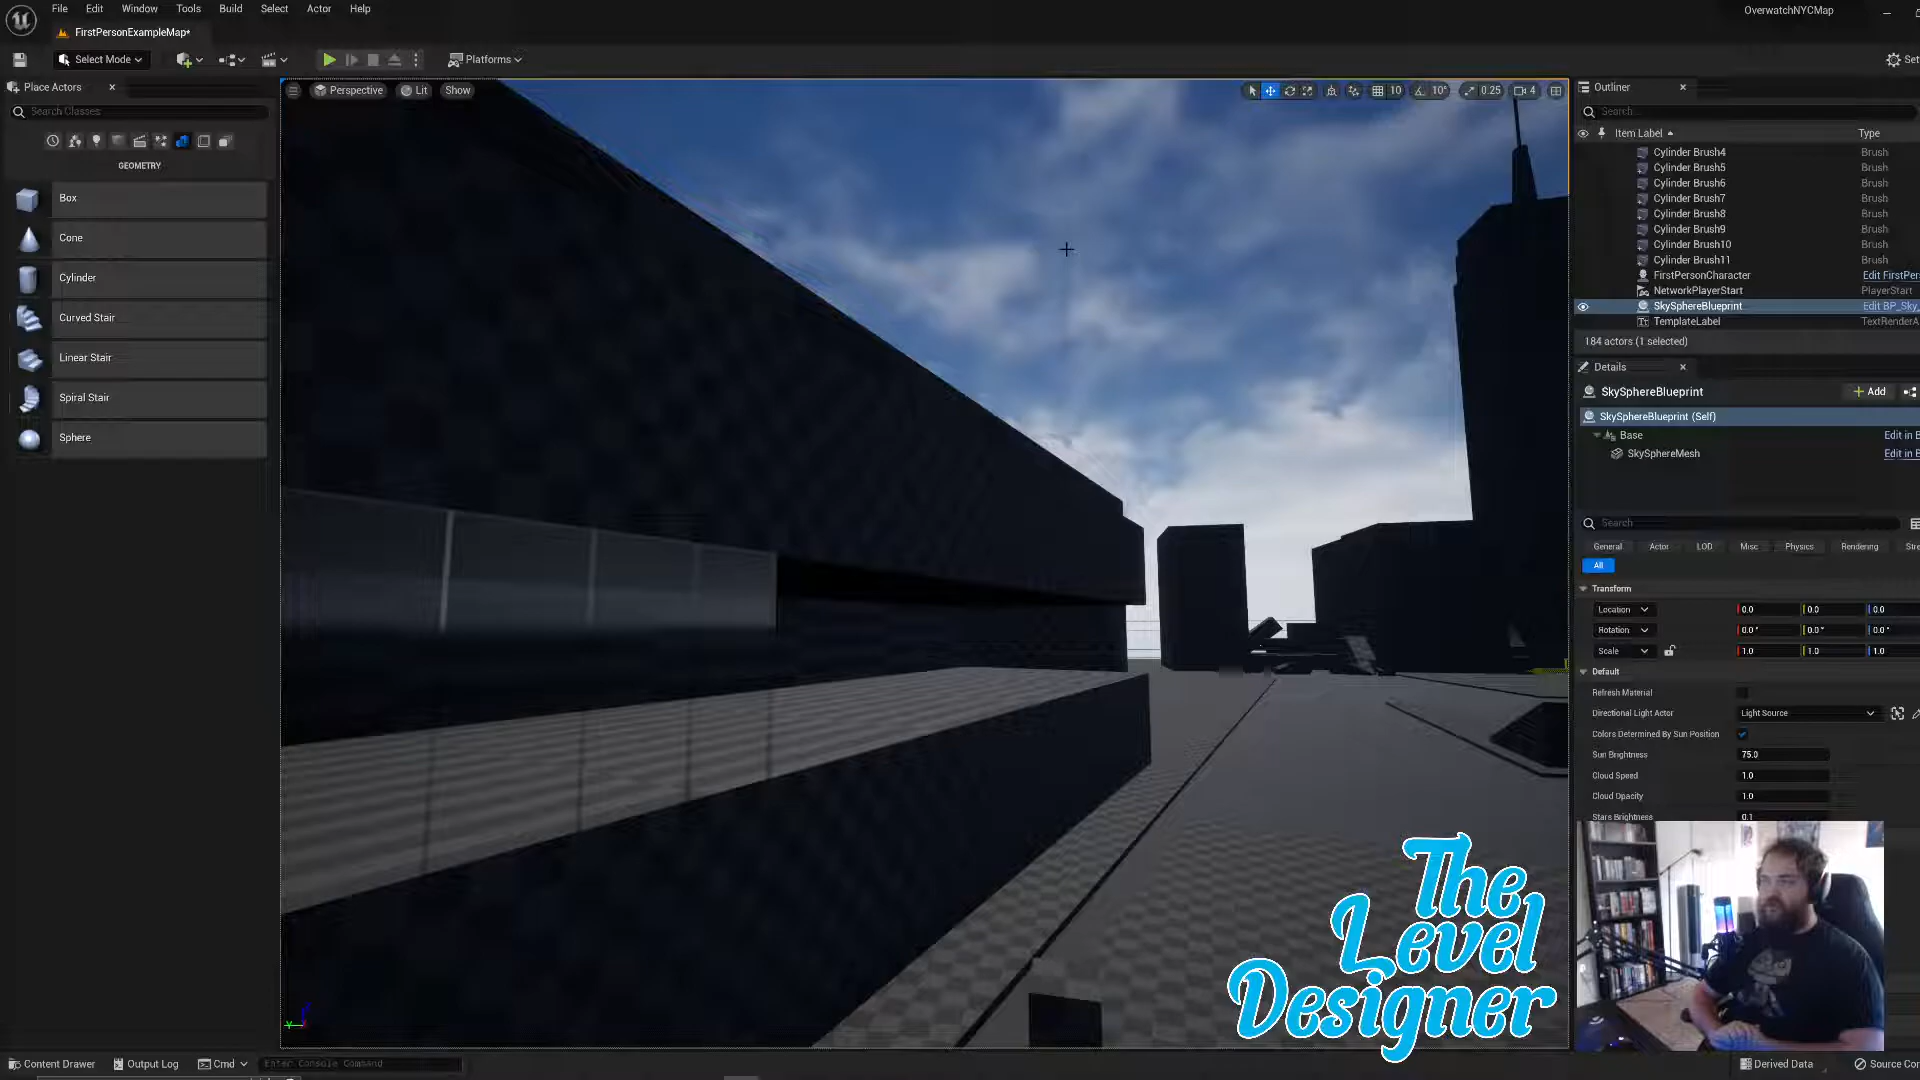 File Edit Window Tools Build Select Actor Help
OverwatchNYCMap
FirstPersonExampleMap*
Select Mode
Platforms
Place Actors
Search Classes
GEOMETRY
Box
Cone
Cylinder
Curved Stair
Linear Stair
Spiral Stair
Sphere
Perspective Lit Show
10 10° 0.25 4
Outliner
Search...
Item Label Type
Cylinder Brush4 Brush
Cylinder Brush5 Brush
Cylinder Brush6 Brush
Cylinder Brush7 Brush
Cylinder Brush8 Brush
Cylinder Brush9 Brush
Cylinder Brush10 Brush
Cylinder Brush11 Brush
FirstPersonCharacter Edit FirstPer
NetworkPlayerStart PlayerStart
SkySphereBlueprint Edit BP_Sky_
TemplateLabel TextRenderA
184 actors (1 selected)
Details
SkySphereBlueprint + Add
SkySphereBlueprint (Self)
Base Edit in B
SkySphereMesh Edit in B
Search
General Actor LOD Misc Physics Rendering Stre
All
Transform
Location 0.0 0.0 0.0
Rotation 0.0° 0.0° 0.0°
Scale 1.0 1.0 1.0
Default
Refresh Material
Directional Light Actor Light Source
Colors Determined By Sun Position
Sun Brightness 75.0
Cloud Speed 1.0
Cloud Opacity 1.0
Stars Brightness 0.1
The
Level
Designer
Content Drawer Output Log Cmd Enter Console Command
Derived Data Source Con